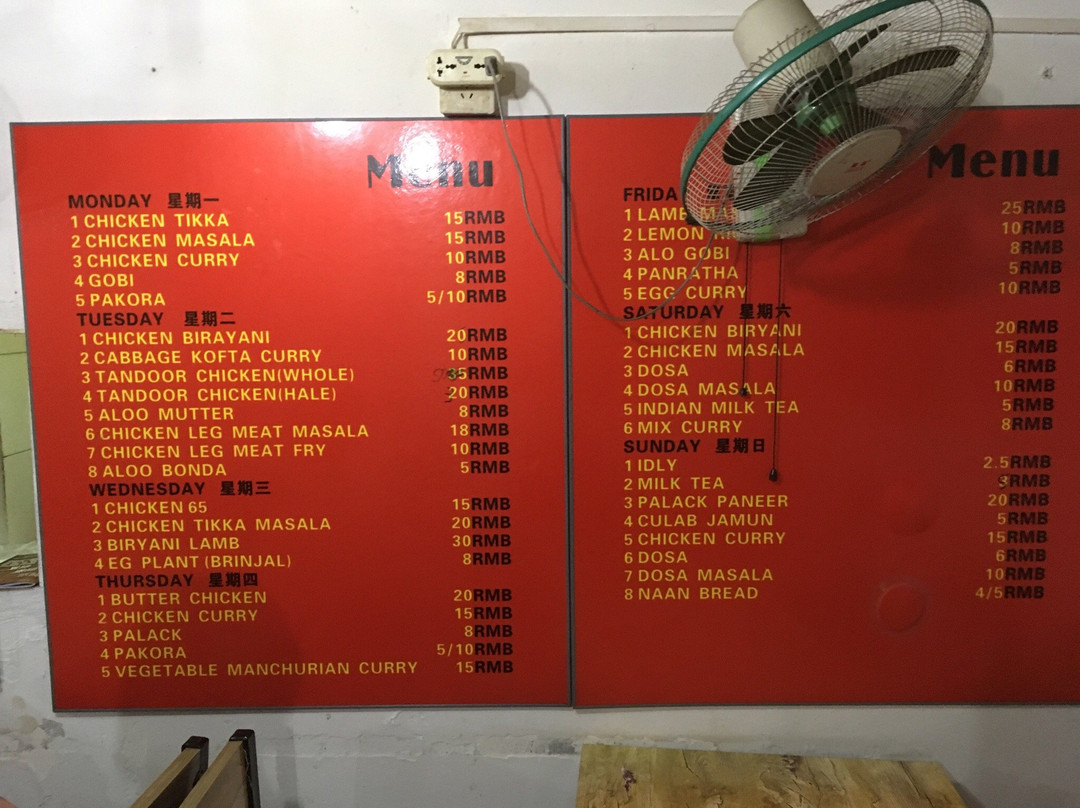 Menu
MONDAY 星期一
1 CHICKEN TIKKA 15RMB
2 CHICKEN MASALA 15RMB
3 CHICKEN CURRY 10RMB
4 GOBI 8RMB
5 PAKORA 5/10RMB
TUESDAY 星期二
1 CHICKEN BIRAYANI 20RMB
2 CABBAGE KOFTA CURRY 10RMB
3 TANDOOR CHICKEN(WHOLE) RMB
4 TANDOOR CHICKEN(HALE) 20RMB
5 ALOO MUTTER 8RMB
6 CHICKEN LEG MEAT MASALA 18RMB
7 CHICKEN LEG MEAT FRY 10RMB
8 ALOO BONDA 5RMB
WEDNESDAY 星期三
1 CHICKEN 65 15RMB
2 CHICKEN TIKKA MASALA 20RMB
3 BIRYANI LAMB 30RMB
4 EG PLANT (BRINJAL) 8RMB
THURSDAY 星期四
1 BUTTER CHICKEN 20RMB
2 CHICKEN CURRY 15RMB
3 PALACK 8RMB
4 PAKORA 5/10RMB
5 VEGETABLE MANCHURIAN CURRY 15RMB
Menu
FRIDA
1 LAMB 25RMB
2 LEMON 10RMB
3 ALO GOBI 8RMB
4 PANRATHA 5RMB
5 EGG CURRY 10RMB
SATURDAY 星期六
1 CHICKEN BIRYANI 20RMB
2 CHICKEN MASALA 15RMB
3 DOSA 6RMB
4 DOSA MASALA 10RMB
5 INDIAN MILK TEA 5RMB
6 MIX CURRY 8RMB
SUNDAY 星期日
1 IDLY 2.5RMB
2 MILK TEA RMB
3 PALACK PANEER 20RMB
4 CULAB JAMUN 5RMB
5 CHICKEN CURRY 15RMB
6 DOSA 6RMB
7 DOSA MASALA 10RMB
8 NAAN BREAD 4/5RMB